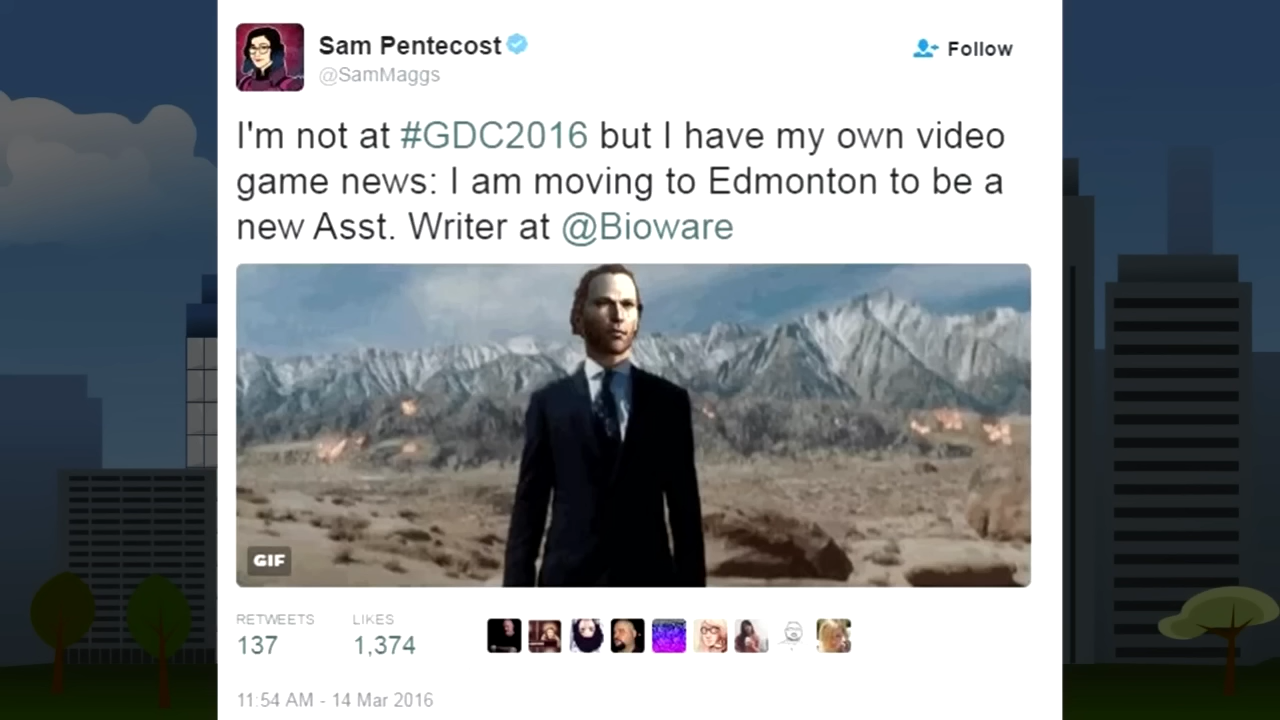 Sam Pentecost
@SamMaggs
Follow
I'm not at #GDC2016 but I have my own video
game news: I am moving to Edmonton to be a
new Asst. Writer at @Bioware
GIF
RETWEETS
137
LIKES
1,374
11:54 AM - 14 Mar 2016